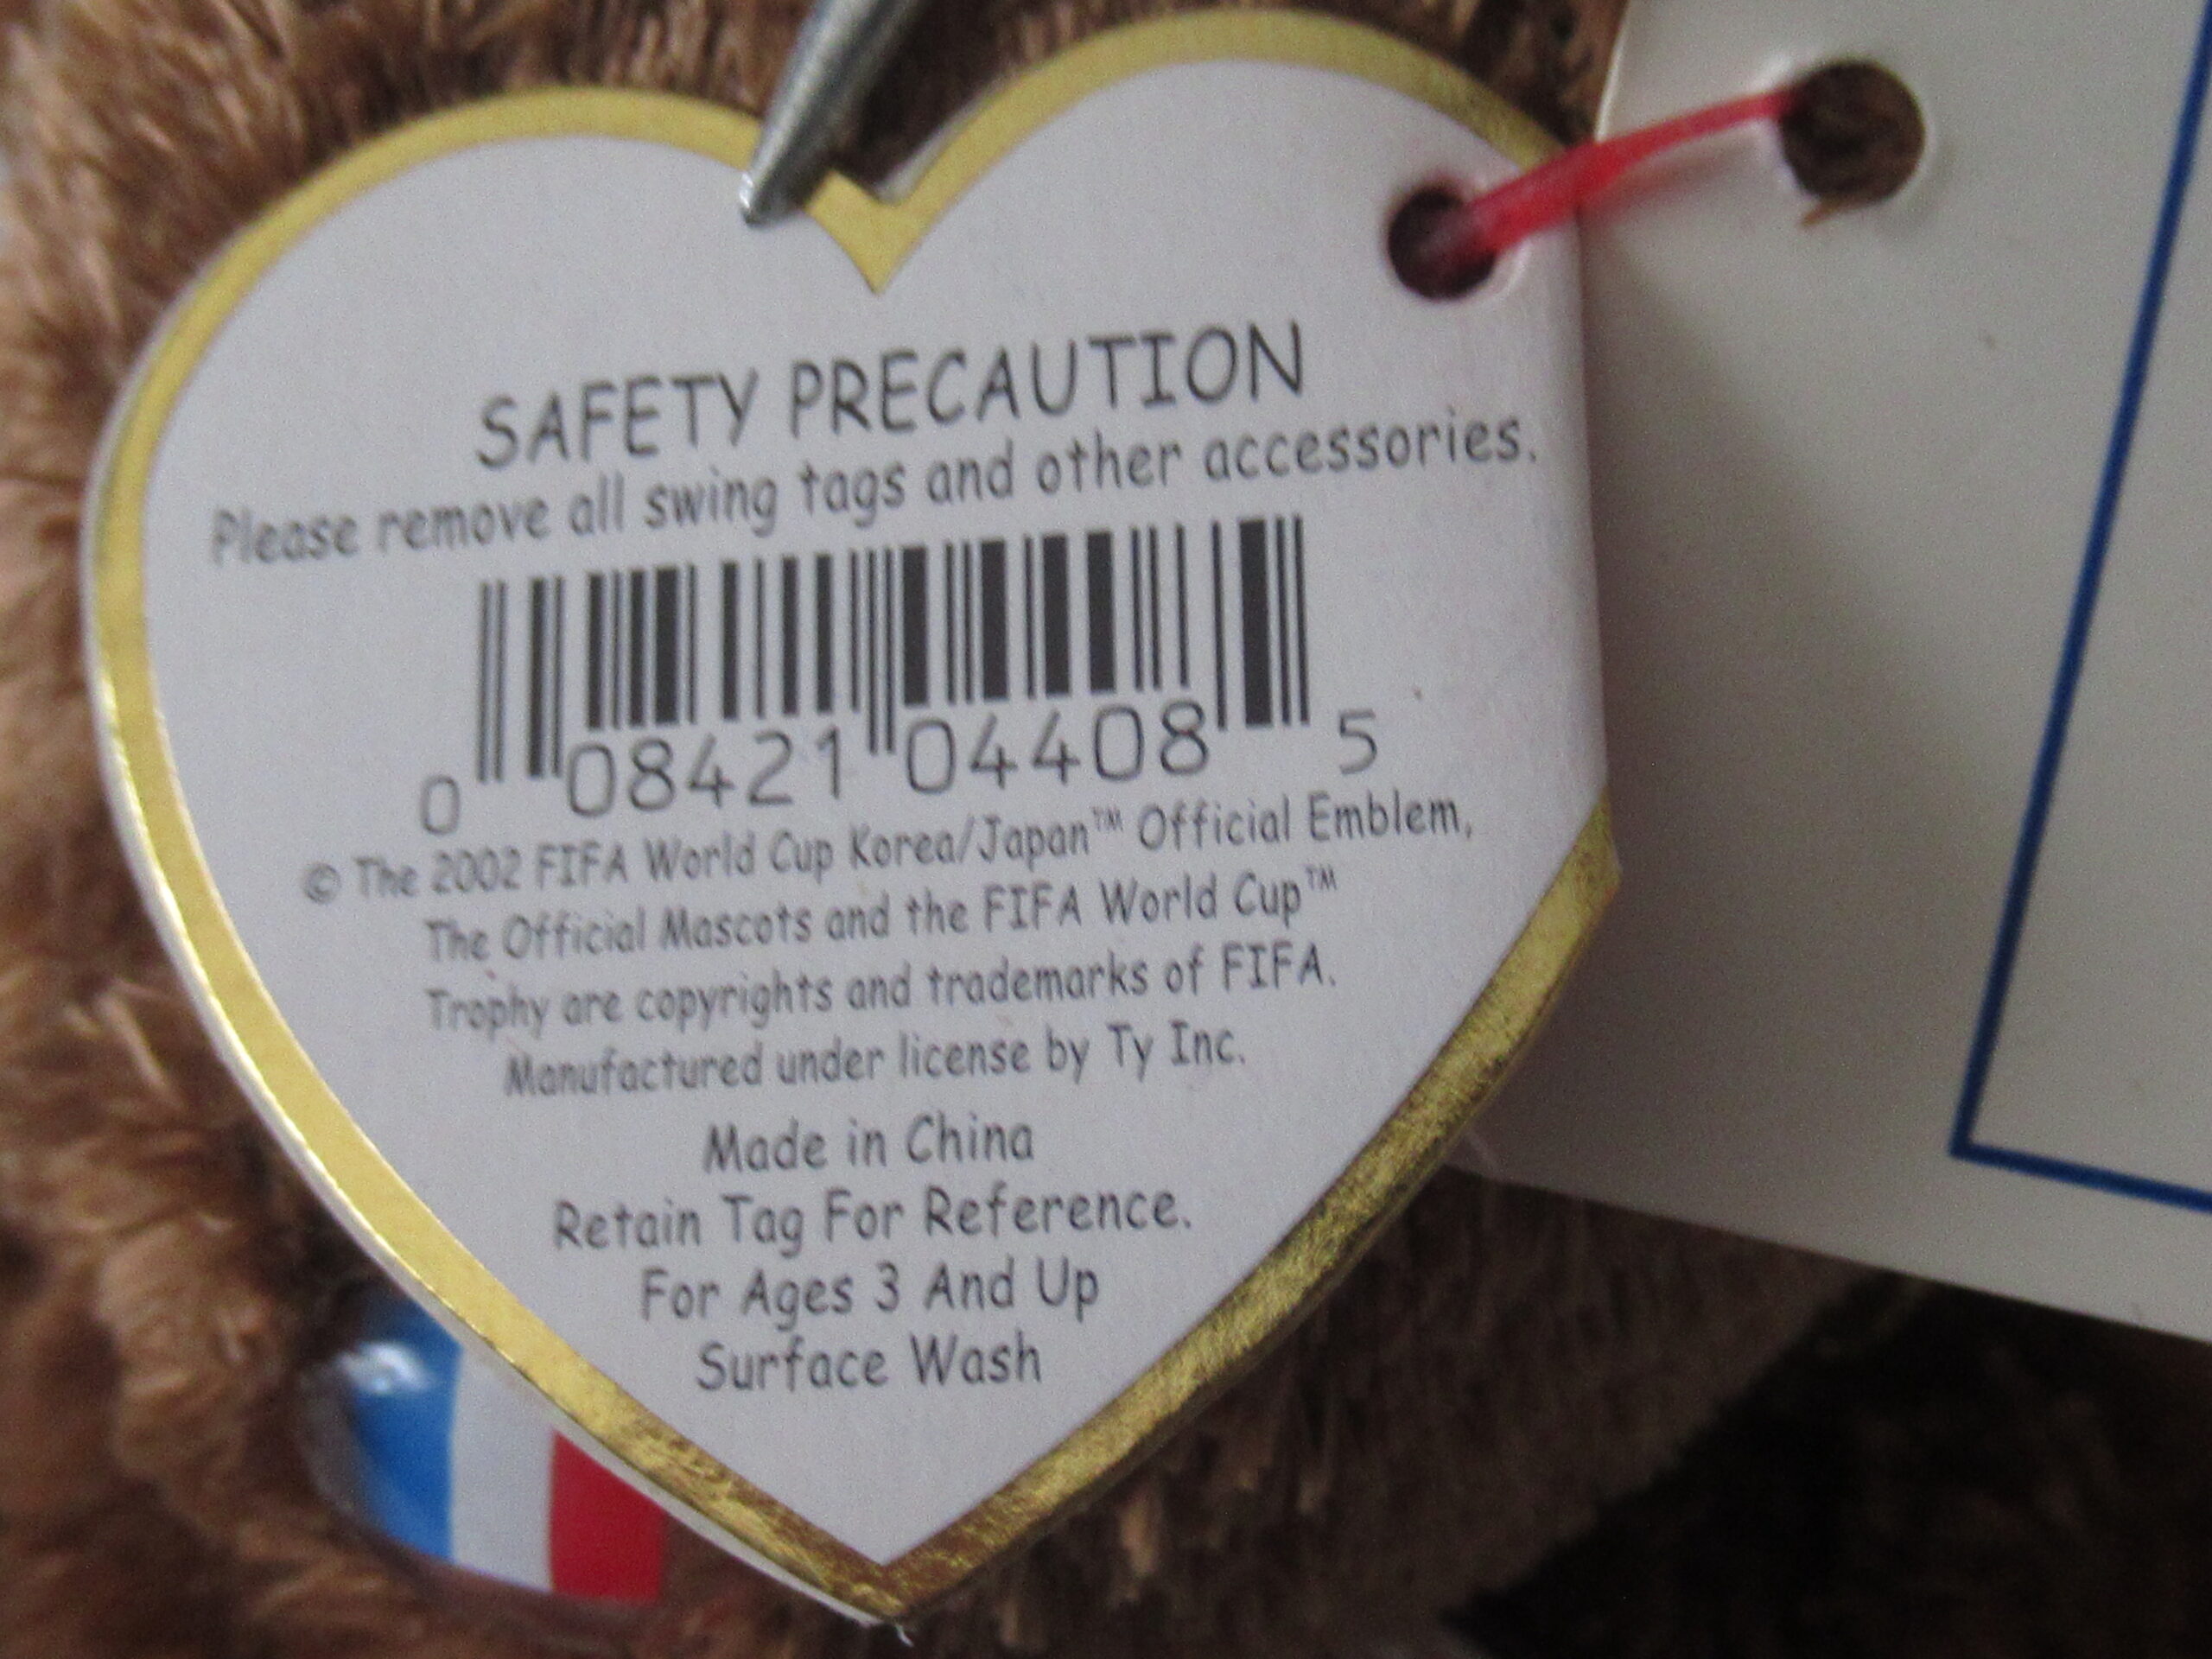 SAFETY PRECAUTION
Please remove all swing tags and other accessories.
0 08421 04408 5
© The 2002 FIFA World Cup Korea/Japan™ Official Emblem,
The Official Mascots and the FIFA World Cup™
Trophy are copyrights and trademarks of FIFA.
Manufactured under license by Ty Inc.
Made in China
Retain Tag For Reference.
For Ages 3 And Up
Surface Wash